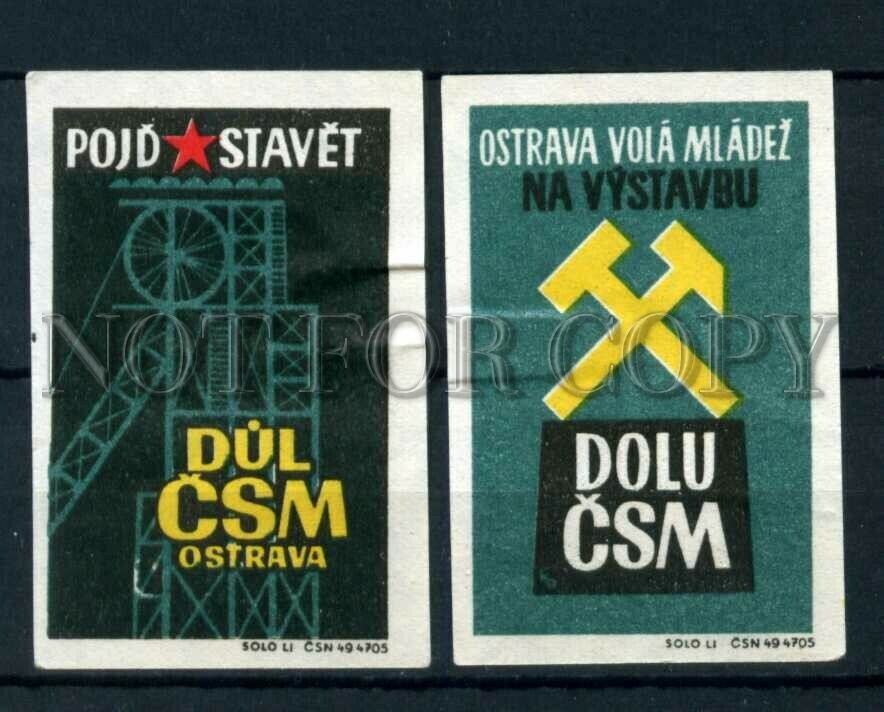 POJĎ STAVĚT
DŮL
ČSM
OSTRAVA
SOLO LI ČSN 49 4705
OSTRAVA VOLÁ MLÁDEŽ
NA VÝSTAVBU
DOLU
ČSM
SOLO LI ČSN 49 4705
NOT FOR COPY